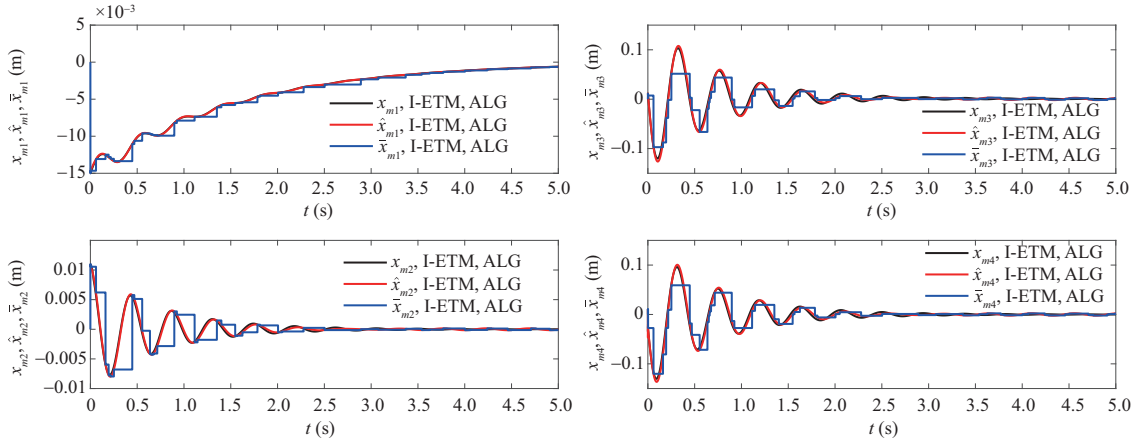 ×10⁻³
5
0
−5
−10
−15
x_m1, x̂_m1, x̄_m1 (m)
x_m1, I-ETM, ALG
x̂_m1, I-ETM, ALG
x̄_m1, I-ETM, ALG
0 0.5 1.0 1.5 2.0 2.5 3.0 3.5 4.0 4.5 5.0
t (s)
0.1
0
−0.1
x_m3, x̂_m3, x̄_m3 (m)
x_m3, I-ETM, ALG
x̂_m3, I-ETM, ALG
x̄_m3, I-ETM, ALG
0 0.5 1.0 1.5 2.0 2.5 3.0 3.5 4.0 4.5 5.0
t (s)
0.01
0.005
0
−0.005
−0.01
x_m2, x̂_m2, x̄_m2 (m)
x_m2, I-ETM, ALG
x̂_m2, I-ETM, ALG
x̄_m2, I-ETM, ALG
0 0.5 1.0 1.5 2.0 2.5 3.0 3.5 4.0 4.5 5.0
t (s)
0.1
0
−0.1
x_m4, x̂_m4, x̄_m4 (m)
x_m4, I-ETM, ALG
x̂_m4, I-ETM, ALG
x̄_m4, I-ETM, ALG
0 0.5 1.0 1.5 2.0 2.5 3.0 3.5 4.0 4.5 5.0
t (s)